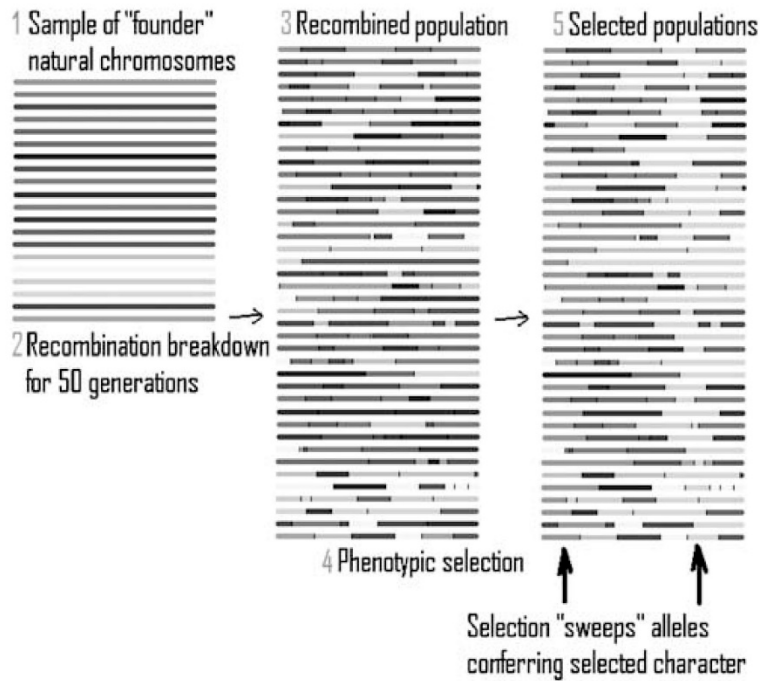 1 Sample of "founder"
natural chromosomes
2 Recombination breakdown
for 50 generations
3 Recombined population
4 Phenotypic selection
5 Selected populations
Selection "sweeps" alleles
conferring selected character